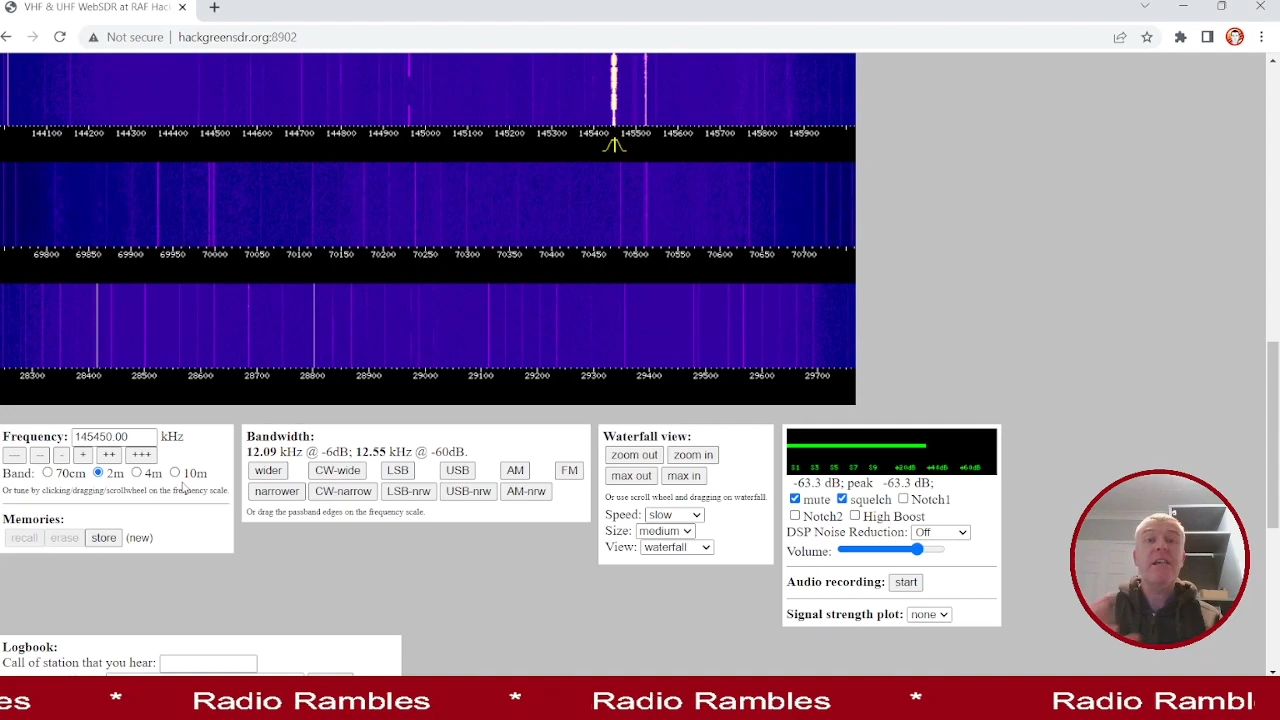 VHF & UHF WebSDR at RAF Hac
Not secure | hackgreensdr.org:8902
144100 144200 144300 144400 144500 144600 144700 144800 144900 145000 145100 145200 145300 145400 145500 145600 145700 145800 145900
69800 69850 69900 69950 70000 70050 70100 70150 70200 70250 70300 70350 70400 70450 70500 70550 70600 70650 70700
28300 28400 28500 28600 28700 28800 28900 29000 29100 29200 29300 29400 29500 29600 29700
Frequency: 145450.00 kHz
--- -- - + ++ +++
Band: 70cm 2m 4m 10m
Or tune by clicking/dragging/scrollwheel on the frequency scale.
Memories:
recall erase store (new)
Bandwidth:
12.09 kHz @ -6dB; 12.55 kHz @ -60dB.
wider CW-wide LSB USB AM FM
narrower CW-narrow LSB-nrw USB-nrw AM-nrw
Or drag the passband edges on the frequency scale.
Waterfall view:
zoom out zoom in
max out max in
Or use scroll wheel and dragging on waterfall.
Speed: slow
Size: medium
View: waterfall
S1 S3 S5 S7 S9 +20dB +40dB +60dB
-63.3 dB; peak -63.3 dB;
mute squelch Notch1
Notch2 High Boost
DSP Noise Reduction: Off
Volume:
Audio recording: start
Signal strength plot: none
Logbook:
Call of station that you hear:
les * Radio Rambles * Radio Rambles * Radio Rambl